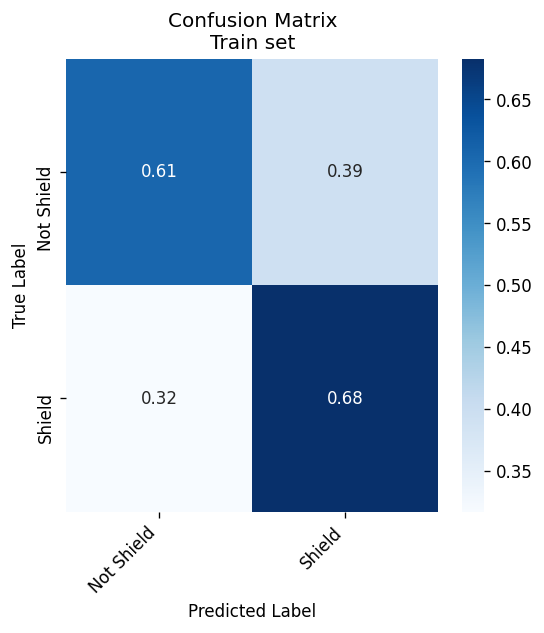 Confusion Matrix
Train set
True Label
Not Shield
Shield
0.61
0.39
0.32
0.68
Not Shield
Shield
Predicted Label
0.65
0.60
0.55
0.50
0.45
0.40
0.35